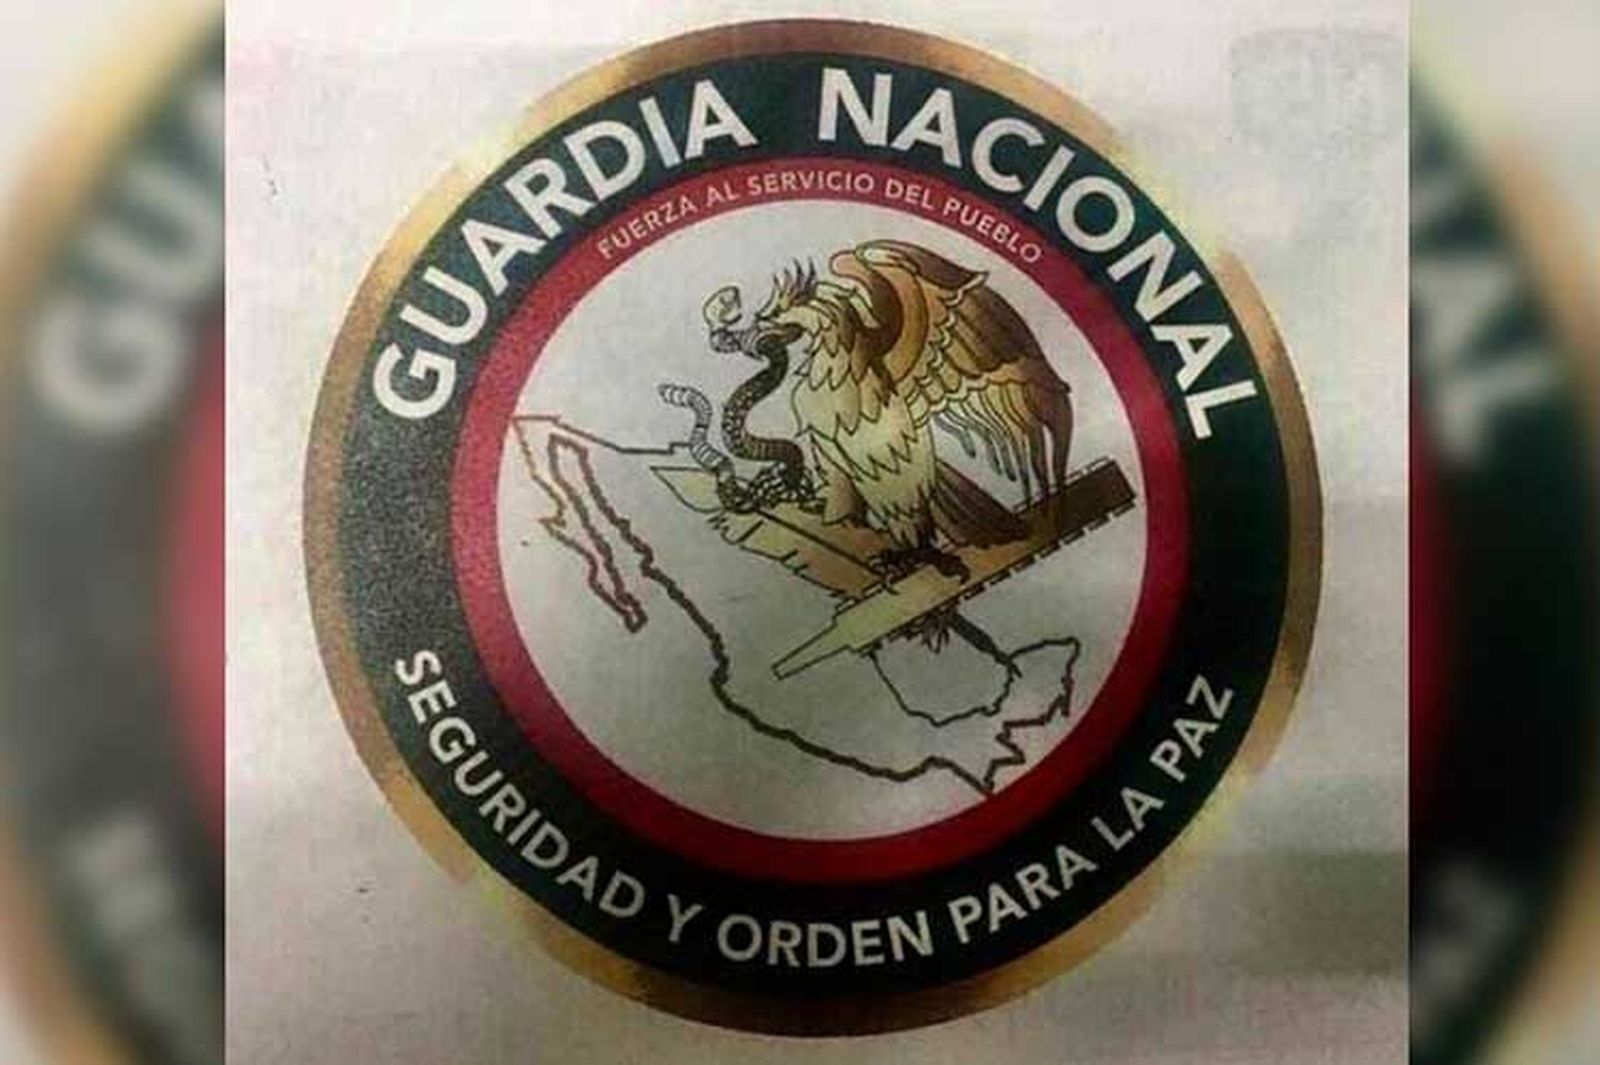 GUARDIA NACIONAL
FUERZA AL SERVICIO DEL PUEBLO
SEGURIDAD Y ORDEN PARA LA PAZ